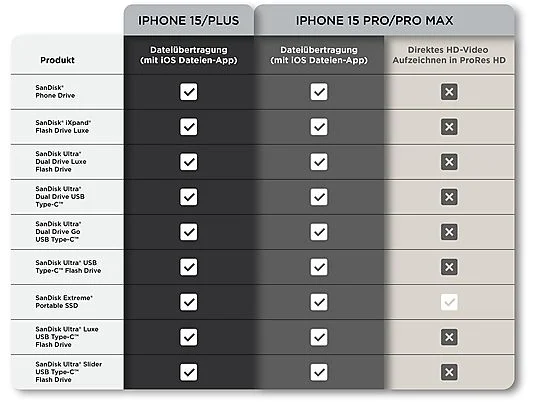 IPHONE 15/PLUS
IPHONE 15 PRO/PRO MAX
Produkt
Dateiübertragung
(mit iOS Dateien-App)
Dateiübertragung
(mit iOS Dateien-App)
Direktes HD-Video
Aufzeichnen in ProRes HD
SanDisk®
Phone Drive
SanDisk® iXpand®
Flash Drive Luxe
SanDisk Ultra®
Dual Drive Luxe
Flash Drive
SanDisk Ultra®
Dual Drive USB
Type-C™
SanDisk Ultra®
Dual Drive Go
USB Type-C™
SanDisk Ultra® USB
Type-C™ Flash Drive
SanDisk Extreme®
Portable SSD
SanDisk Ultra® Luxe
USB Type-C™
Flash Drive
SanDisk Ultra® Slider
USB Type-C™
Flash Drive